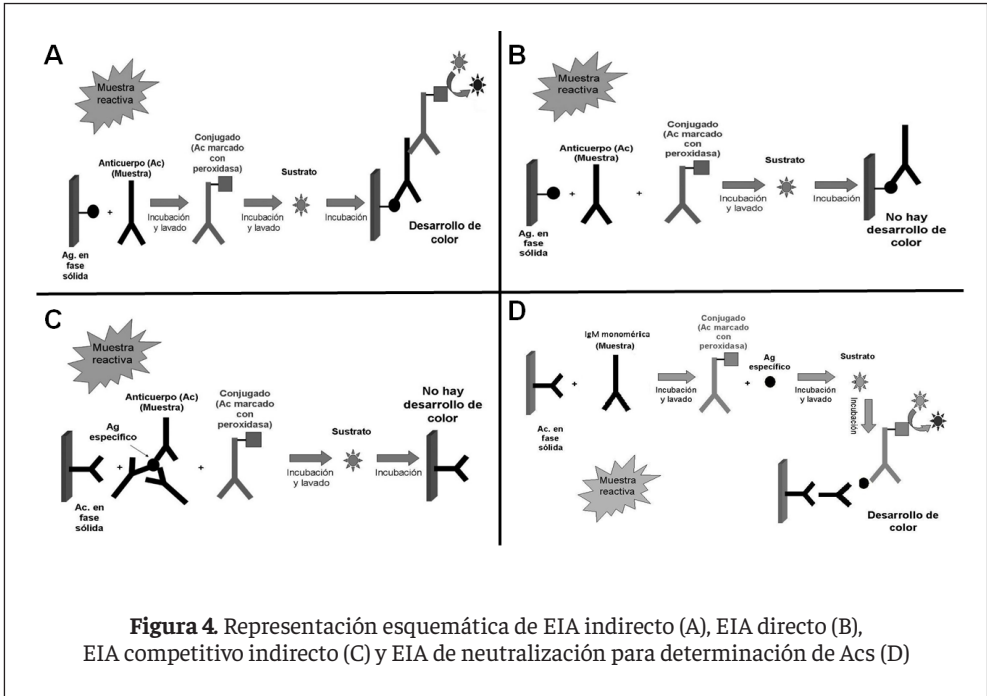 A
Muestra
reactiva
Anticuerpo (Ac)
(Muestra)
Conjugado
(Ac marcado
con
peroxidasa)
Sustrato
+
Incubación
y lavado
Incubación
y lavado
Incubación
Ag. en
fase
sólida
Desarrollo de
color
B
Muestra
reactiva
Anticuerpo (Ac)
(Muestra)
Conjugado
(Ac marcado
con
peroxidasa)
Sustrato
+
+
Incubación
y lavado
Incubación
Ag. en
fase
sólida
No hay
desarrollo de
color
C
Muestra
reactiva
Anticuerpo (Ac)
(Muestra)
Ag
especifico
Conjugado
(Ac marcado
con
peroxidasa)
Sustrato
+
+
Incubación
y lavado
Incubación
Ac. en
fase
sólida
No hay
desarrollo de
color
D
IgM monomérica
(Muestra)
Conjugado
(Ac marcado
con
peroxidasa)
Ag
especifico
Sustrato
+
+
Incubación
y lavado
Incubación
y lavado
Incubación
Ac. en
fase
sólida
Muestra
reactiva
Desarrollo de
color
Figura 4. Representación esquemática de EIA indirecto (A), EIA directo (B),
EIA competitivo indirecto (C) y EIA de neutralización para determinación de Acs (D)